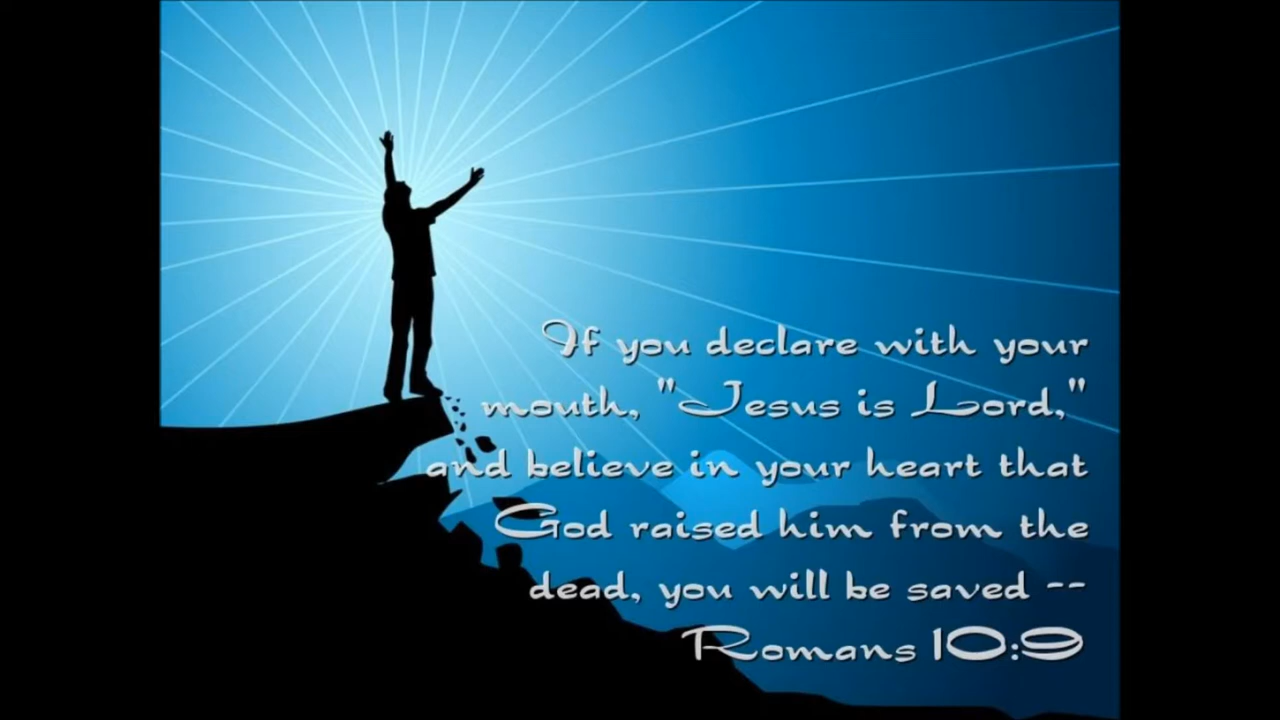 If you declare with your
mouth, "Jesus is Lord,"
and believe in your heart that
God raised him from the
dead, you will be saved --
Romans 10:9